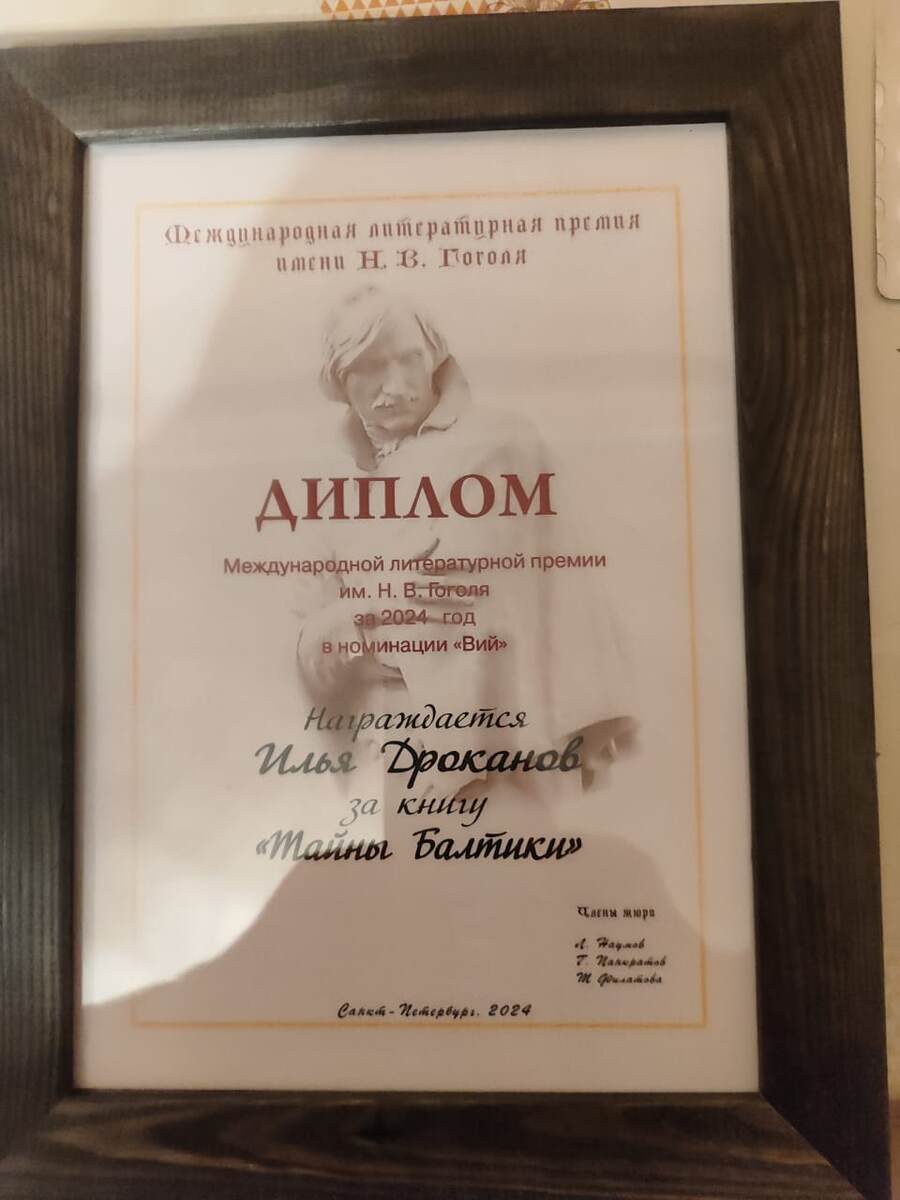 Международная литературная премия
имени Н. В. Гоголя
ДИПЛОМ
Международной литературной премии
им. Н. В. Гоголя
за 2024 год
в номинации «Вий»
Награждается
Илья Дроканов
за книгу
«Тайны Балтики»
Члены жюри
Л. Наумов
Г. Панкратов
Т Филатова
Санкт-Петербург, 2024